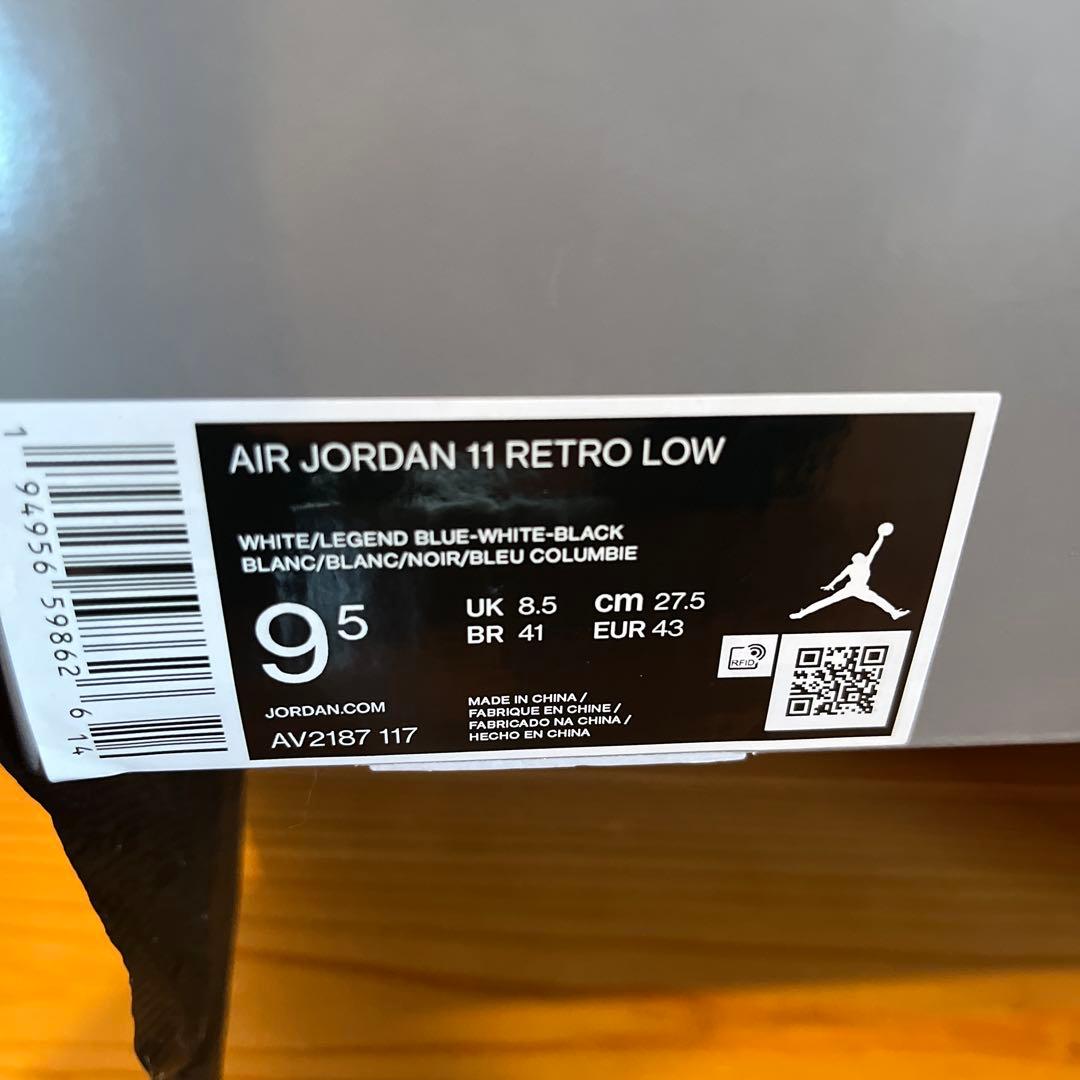 AIR JORDAN 11 RETRO LOW
WHITE/LEGEND BLUE-WHITE-BLACK
BLANC/BLANC/NOIR/BLEU COLUMBIE
9 5
UK 8.5 cm 27.5
BR 41 EUR 43
RFID
JORDAN.COM
AV2187 117
MADE IN CHINA /
FABRIQUE EN CHINE /
FABRICADO NA CHINA /
HECHO EN CHINA
1 94956 59862 6 14